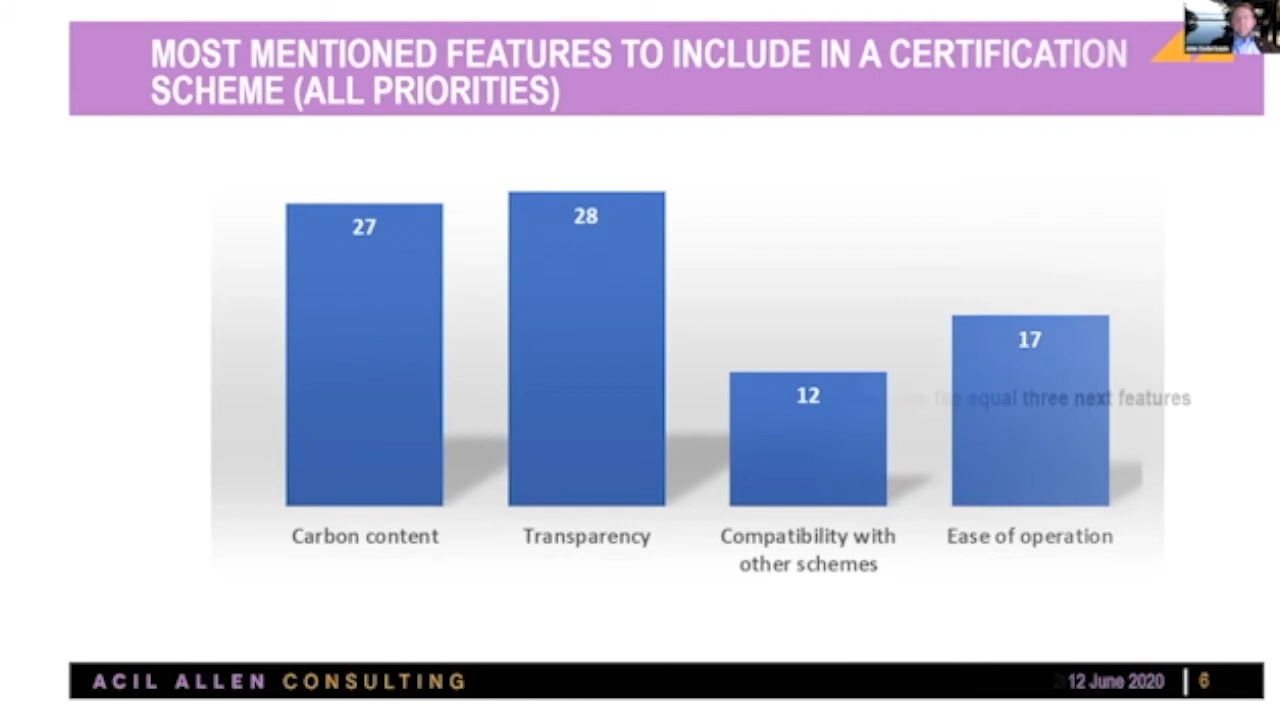 MOST MENTIONED FEATURES TO INCLUDE IN A CERTIFICATION
SCHEME (ALL PRIORITIES)
27
28
12
17
the equal three next features
Carbon content
Transparency
Compatibility with
other schemes
Ease of operation
ACIL ALLEN CONSULTING
12 June 2020
6